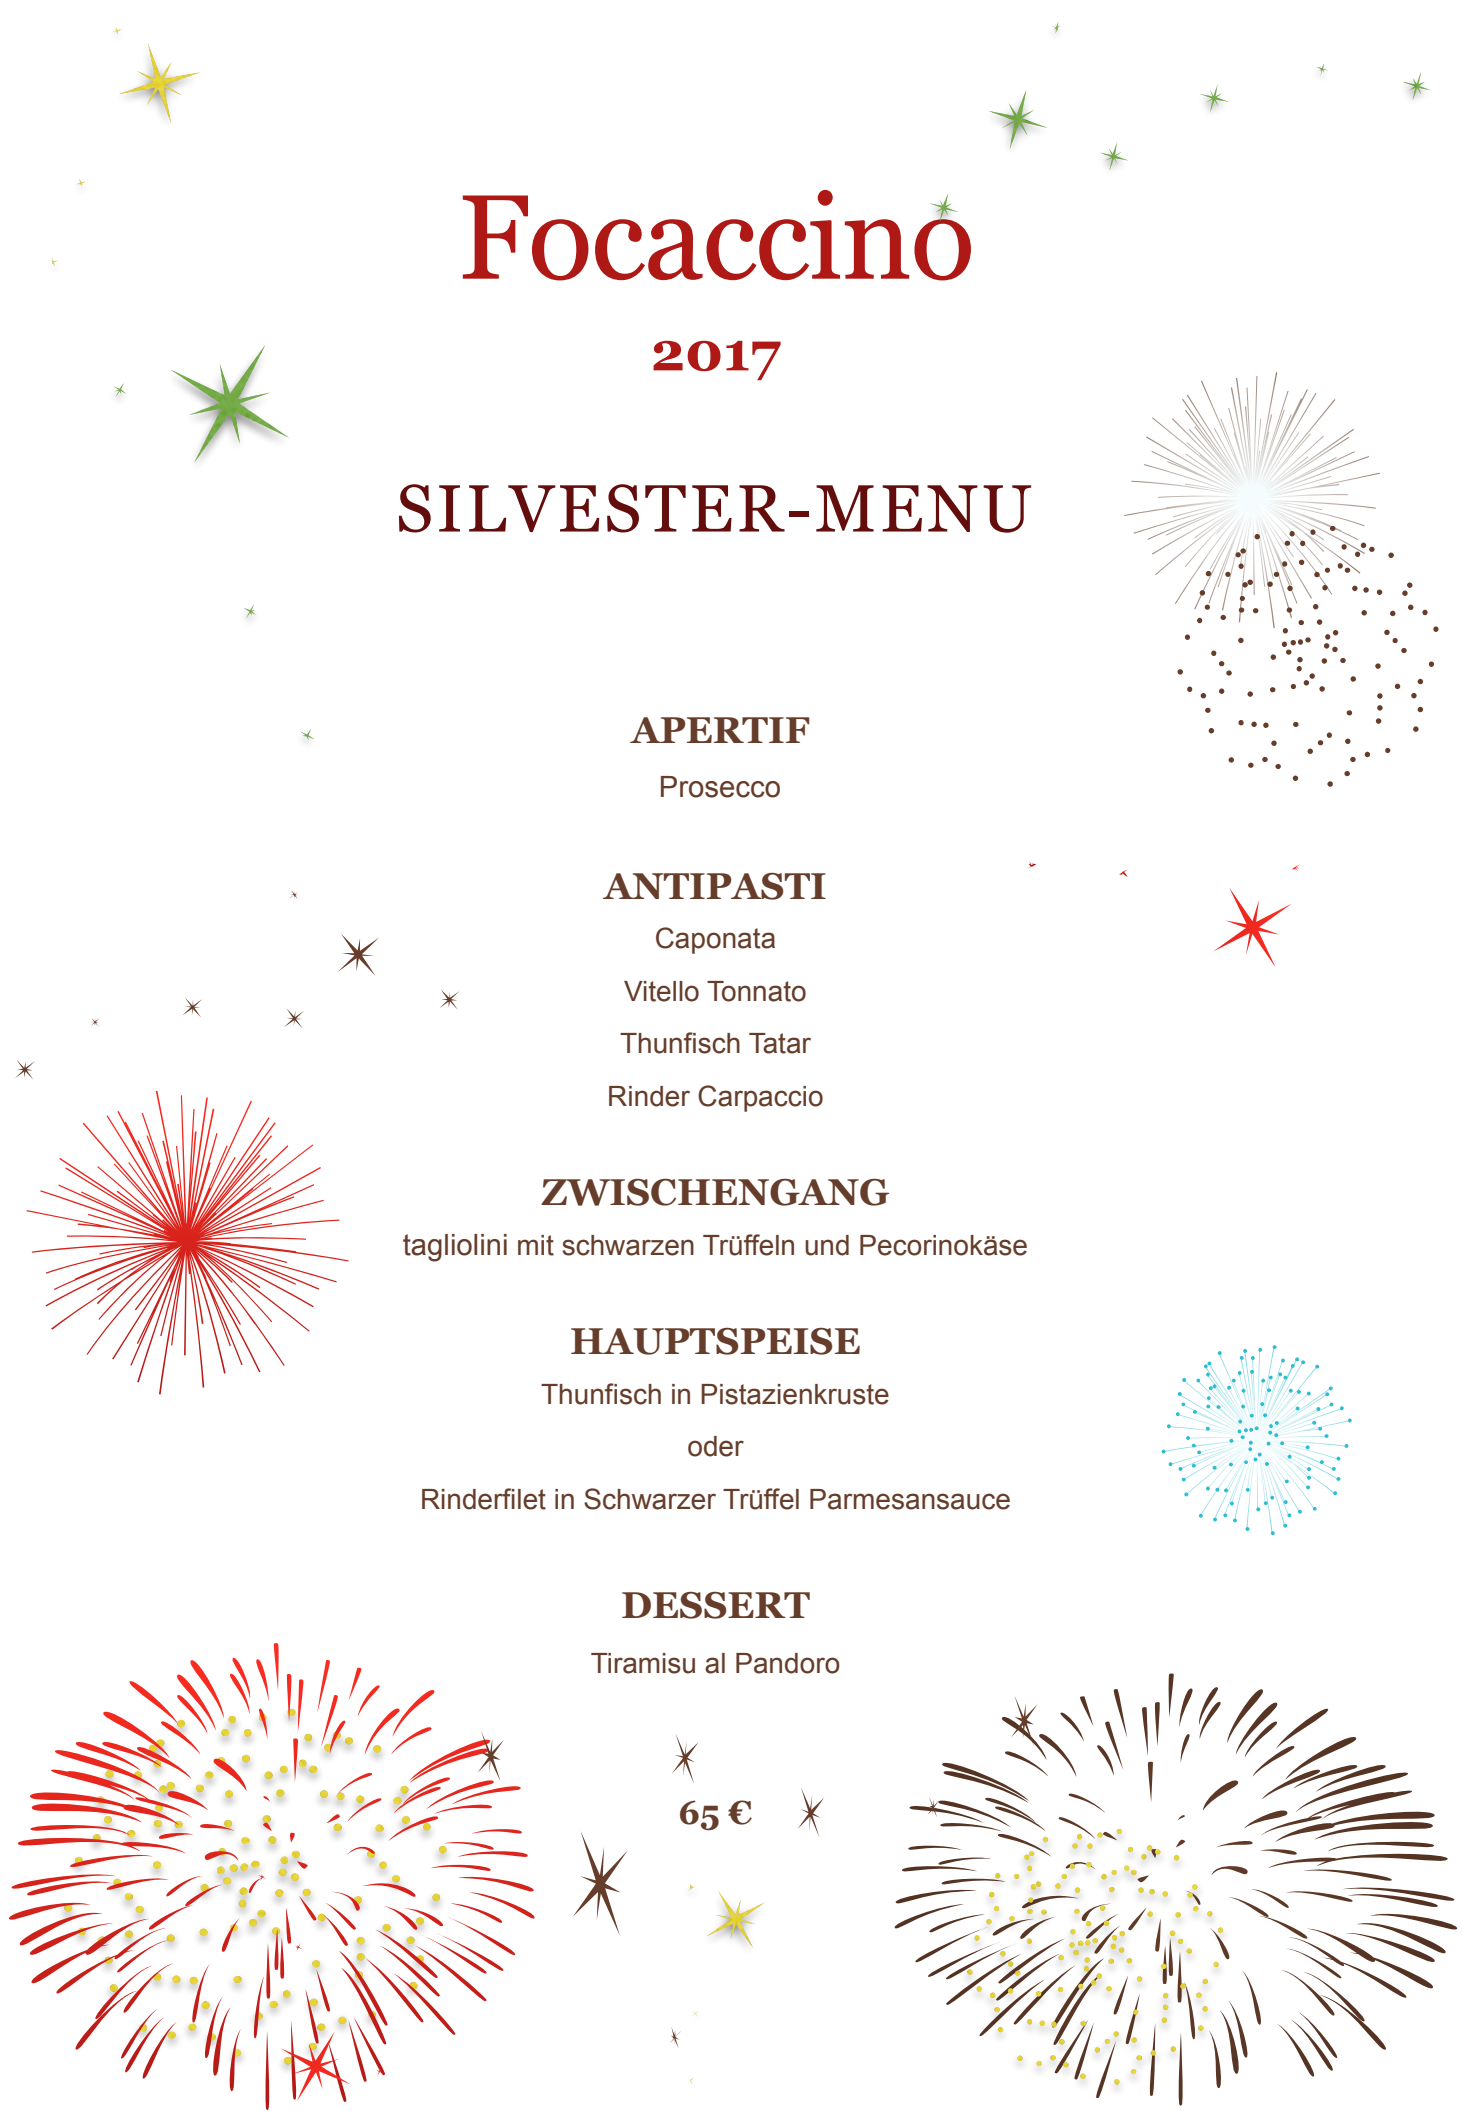 Focaccino
2017
SILVESTER-MENU
APERTIF
Prosecco
ANTIPASTI
Caponata
Vitello Tonnato
Thunfisch Tatar
Rinder Carpaccio
ZWISCHENGANG
tagliolini mit schwarzen Trüffeln und Pecorinokäse
HAUPTSPEISE
Thunfisch in Pistazienkruste
oder
Rinderfilet in Schwarzer Trüffel Parmesansauce
DESSERT
Tiramisu al Pandoro
65 €